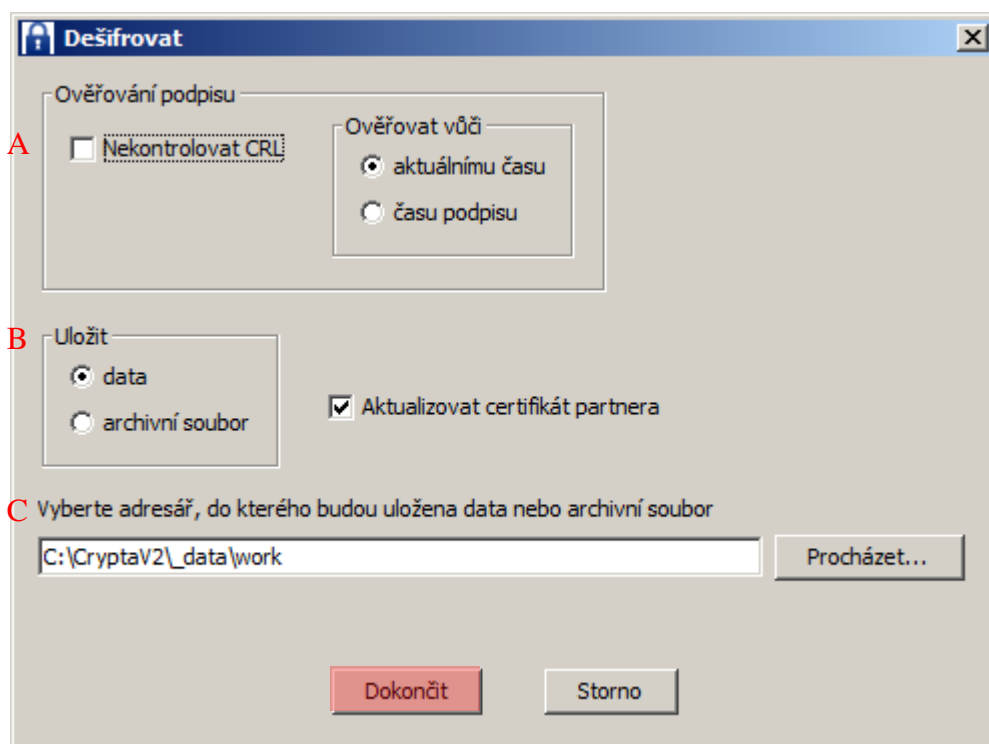 Dešifrovat
Ověřování podpisu
A
Nekontrolovat CRL
Ověřovat vůči
aktuálnímu času
času podpisu
B
Uložit
data
archivní soubor
Aktualizovat certifikát partnera
C Vyberte adresář, do kterého budou uložena data nebo archivní soubor
C:\CryptaV2\_data\work
Procházet...
Dokončit
Storno